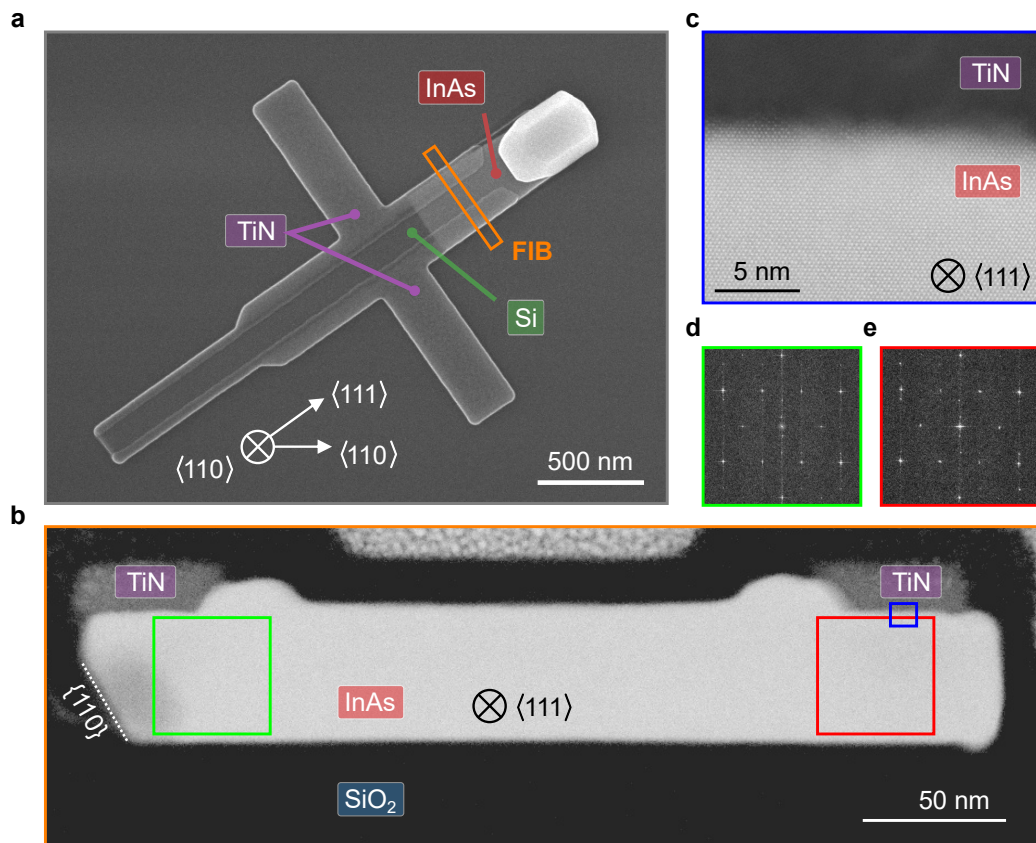 a
InAs
TiN
FIB
Si
⟨111⟩
⟨110⟩
⟨110⟩
500 nm
b
TiN
TiN
{110}
InAs
⟨111⟩
SiO₂
50 nm
c
TiN
InAs
5 nm
⟨111⟩
d
e